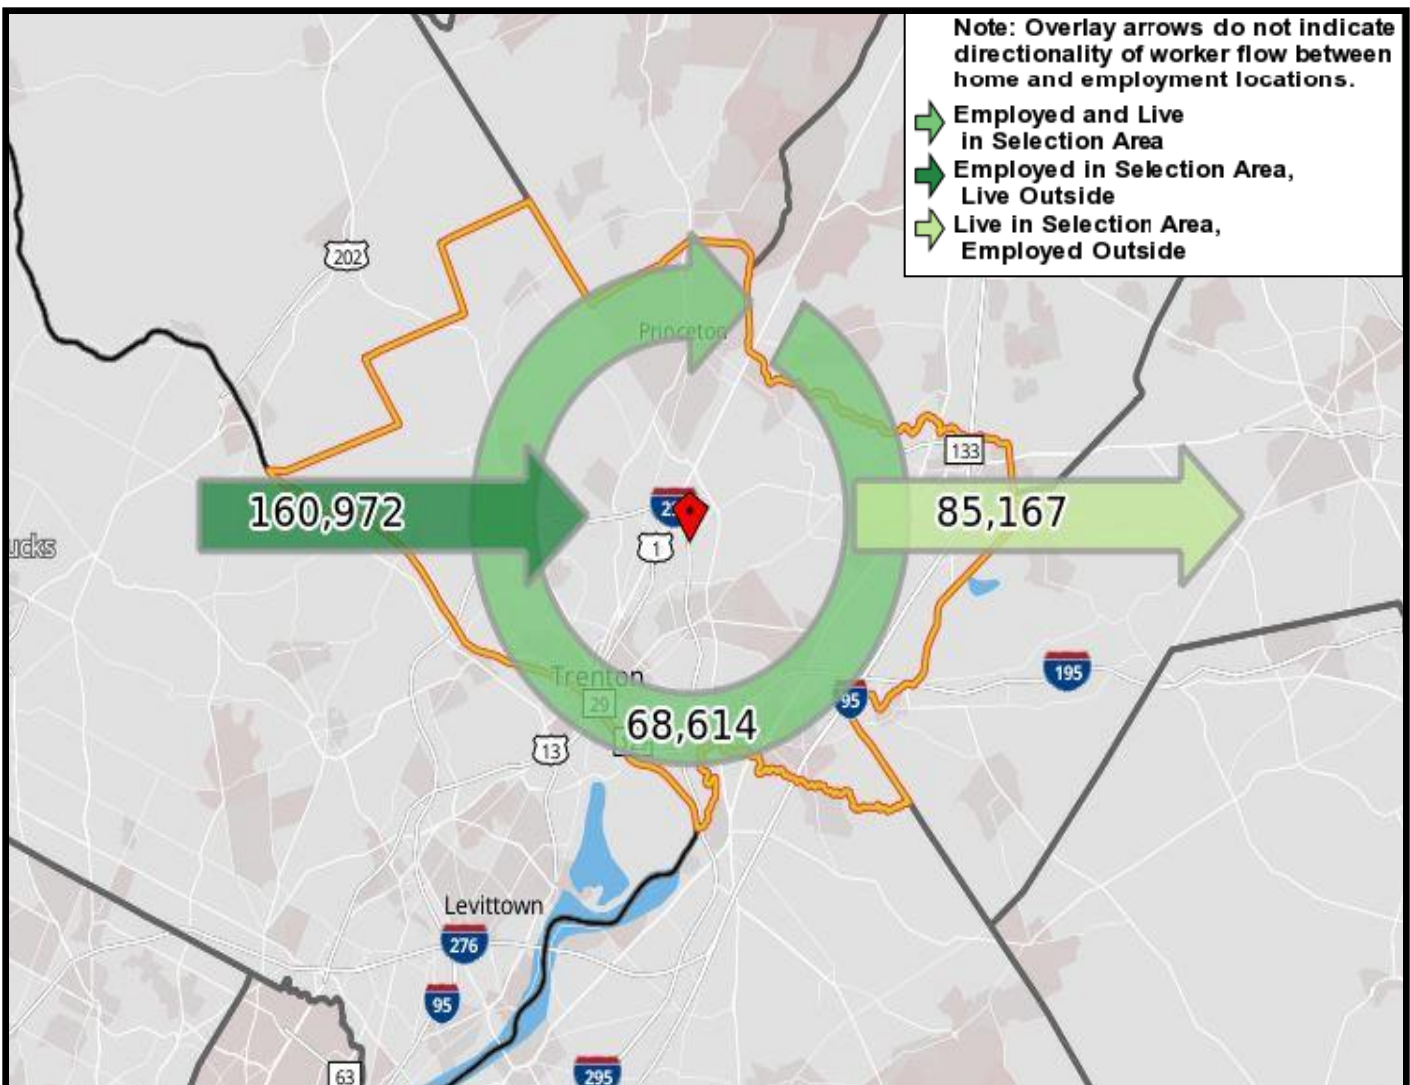 Note: Overlay arrows do not indicate
directionality of worker flow between
home and employment locations.
Employed and Live
in Selection Area
Employed in Selection Area,
Live Outside
Live in Selection Area,
Employed Outside
202
Princeton
133
160,972
85,167
1
ucks
195
Trenton
29
95
68,614
13
Levittown
276
95
295
63